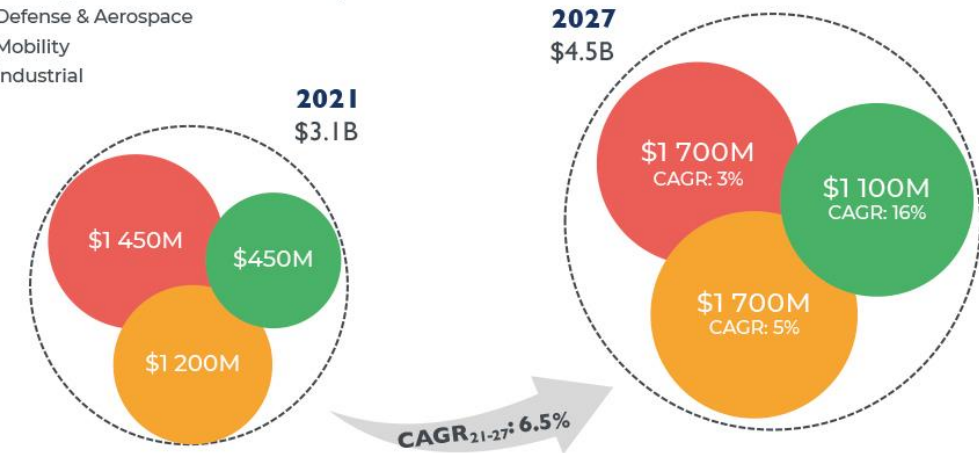 Defense & Aerospace
Mobility
Industrial
2021
$3.1B
$1 450M
$450M
$1 200M
CAGR21-27: 6.5%
2027
$4.5B
$1 700M
CAGR: 3%
$1 100M
CAGR: 16%
$1 700M
CAGR: 5%